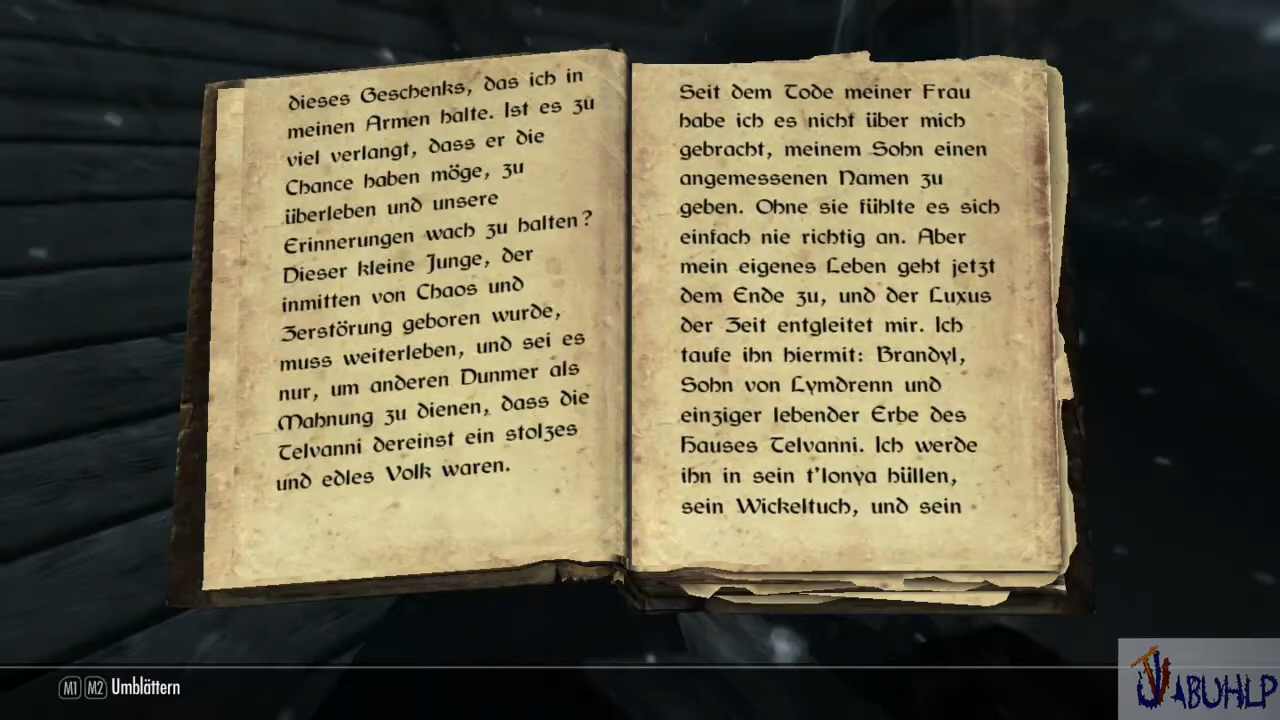 dieses Geschenks, das ich in
meinen Armen halte. Ist es zu
viel verlangt, dass er die
Chance haben möge, zu
überleben und unsere
Erinnerungen wach zu halten?
Dieser kleine Junge, der
inmitten von Chaos und
Zerstörung geboren wurde,
muss weiterleben, und sei es
nur, um anderen Dunmer als
Mahnung zu dienen, dass die
Telvanni dereinst ein stolzes
und edles Volk waren.
Seit dem Tode meiner Frau
habe ich es nicht über mich
gebracht, meinem Sohn einen
angemessenen Namen zu
geben. Ohne sie fühlte es sich
einfach nie richtig an. Aber
mein eigenes Leben geht jetzt
dem Ende zu, und der Luxus
der Zeit entgleitet mir. Ich
taufe ihn hiermit: Brandyl,
Sohn von Lymdrenn und
einziger lebender Erbe des
Hauses Telvanni. Ich werde
ihn in sein t'lonya hüllen,
sein Wickeltuch, und sein
M1 M2 Umblättern
JABUHLP